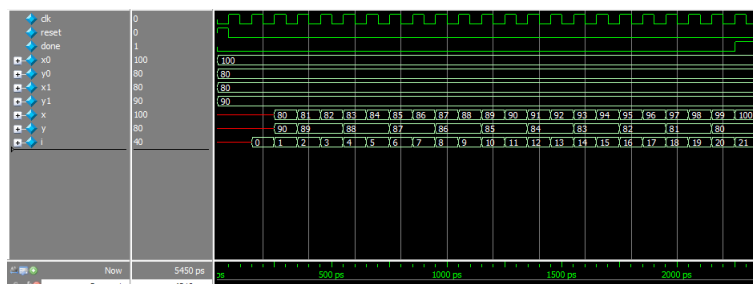 clk 0
reset 0
done 1
x0 100 100
y0 80 80
x1 80 80
y1 90 90
x 100 80 81 82 83 84 85 86 87 88 89 90 91 92 93 94 95 96 97 98 99 100
y 80 90 89 88 87 86 85 84 83 82 81 80
i 40 0 1 2 3 4 5 6 7 8 9 10 11 12 13 14 15 16 17 18 19 20 21
Now 5450 ps ps 500 ps 1000 ps 1500 ps 2000 ps